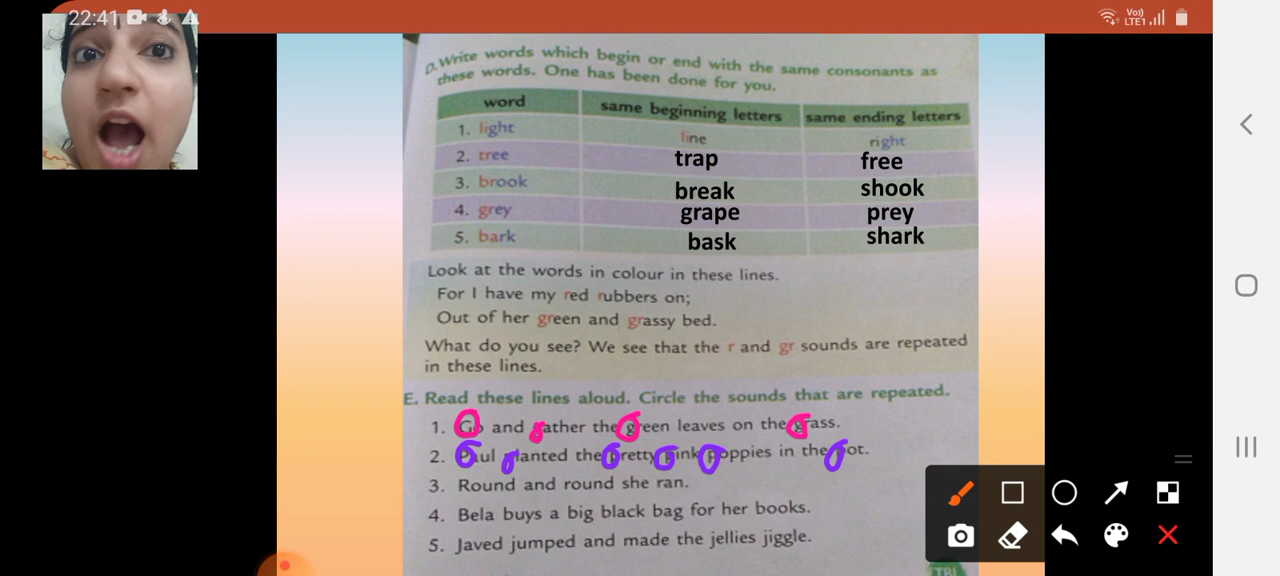 22:41
Vo)
LTE1
D. Write words which begin or end with the same consonants as
these words. One has been done for you.
word same beginning letters same ending letters
1. light line right
2. tree trap free
3. brook break shook
4. grey grape prey
5. bark bask shark
Look at the words in colour in these lines.
For I have my red rubbers on;
Out of her green and grassy bed.
What do you see? We see that the r and gr sounds are repeated
in these lines.
E. Read these lines aloud. Circle the sounds that are repeated.
1. Go and gather the green leaves on the grass.
2. Paul planted the pretty pink poppies in the pot.
3. Round and round she ran.
4. Bela buys a big black bag for her books.
5. Javed jumped and made the jellies jiggle.